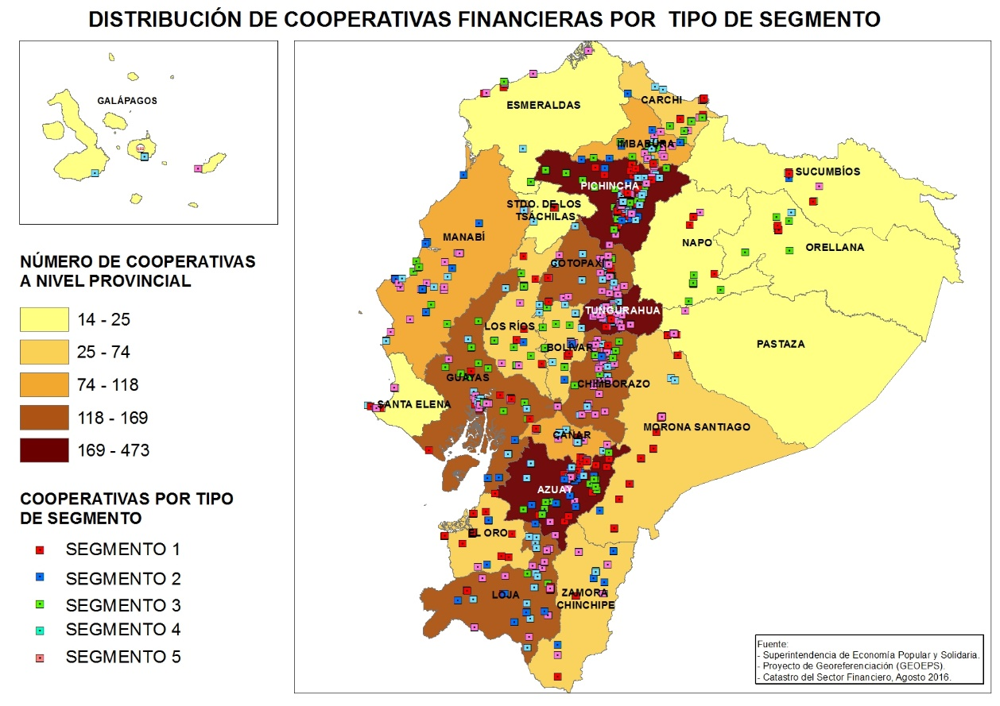 DISTRIBUCIÓN DE COOPERATIVAS FINANCIERAS POR TIPO DE SEGMENTO
GALÁPAGOS
NÚMERO DE COOPERATIVAS
A NIVEL PROVINCIAL
14 - 25
25 - 74
74 - 118
118 - 169
169 - 473
COOPERATIVAS POR TIPO
DE SEGMENTO
SEGMENTO 1
SEGMENTO 2
SEGMENTO 3
SEGMENTO 4
SEGMENTO 5
ESMERALDAS
CARCHI
IMBABURA
SUCUMBÍOS
PICHINCHA
STDO. DE LOS
TSÁCHILAS
MANABÍ
NAPO
ORELLANA
COTOPAXI
TUNGURAHUA
LOS RÍOS
BOLÍVAR
PASTAZA
GUAYAS
CHIMBORAZO
SANTA ELENA
MORONA SANTIAGO
CAÑAR
AZUAY
EL ORO
LOJA
ZAMORA
CHINCHIPE
Fuente:
- Superintendencia de Economía Popular y Solidaria.
- Proyecto de Georeferenciación (GEOEPS).
- Catastro del Sector Financiero, Agosto 2016.